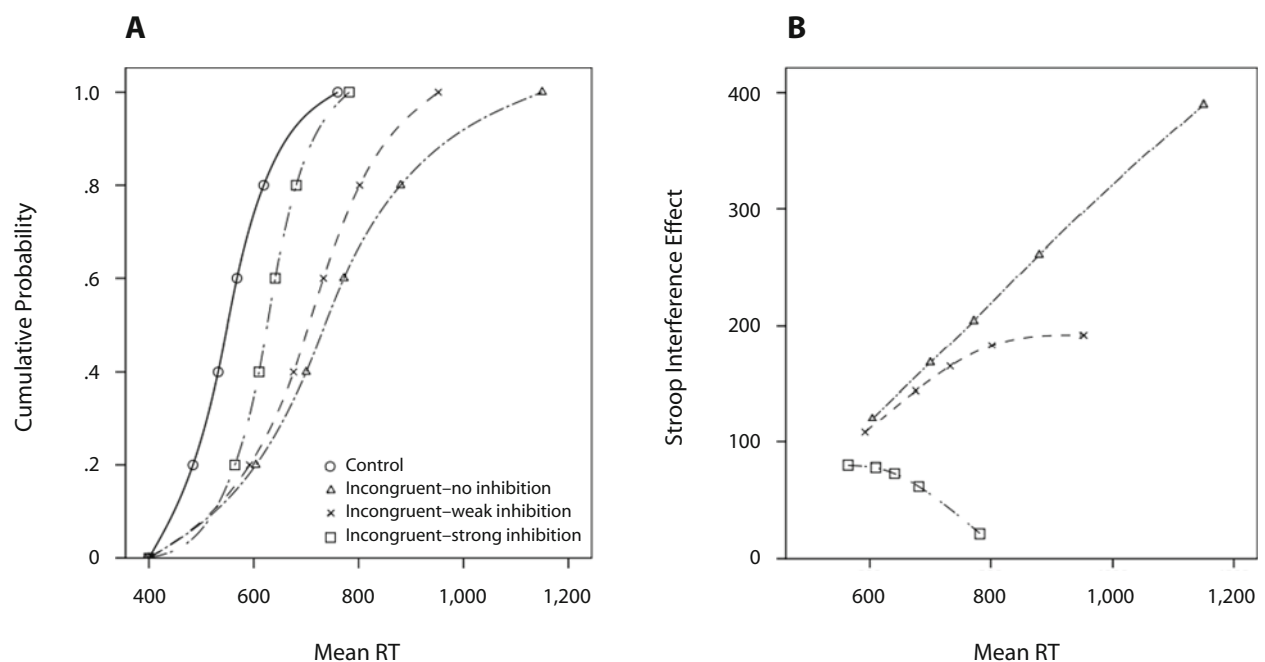 A
B
Cumulative Probability
1.0
.8
.6
.4
.2
0
Control
Incongruent–no inhibition
Incongruent–weak inhibition
Incongruent–strong inhibition
400 600 800 1,000 1,200
Mean RT
Stroop Interference Effect
400
300
200
100
0
600 800 1,000 1,200
Mean RT